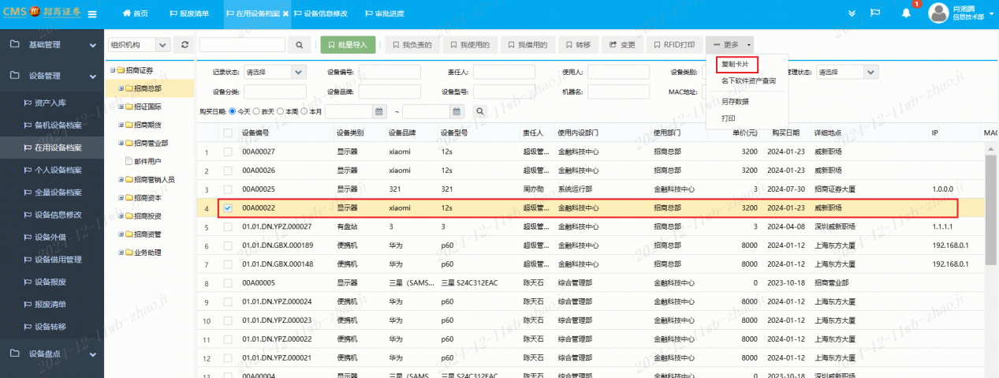 CMS 招商证券 首页 报废清单 在用设备档案 设备信息修改 审批进度 1 肖湘腾 信息技术部
基础管理
设备管理
资产入库
备机设备档案
在用设备档案
个人设备档案
全量设备档案
设备信息修改
设备外借
设备借用管理
设备报废
报废清单
设备转移
设备盘点
组织机构
招商证券
招商总部
招证国际
招商期货
招商营业部
邮件用户
招商营销人员
招商资本
招商投资
招商资管
业务助理
批量导入 我负责的 我使用的 我借用的 转移 变更 RFID打印 更多
复制卡片
名下软件资产查询
另存数据
打印
记录状态: 请选择 设备编号: 责任人: 使用人: 设备类别: 管理状态: 请选择
设备分类: 设备品牌: 设备型号: 机器名: MAC地址:
购买日期: 今天 昨天 本周 本月 ~
设备编号 设备类别 设备品牌 设备型号 责任人 使用内设部门 使用部门 单价(元) 购买日期 详细地点 IP MAC
1 00A00027 显示器 xiaomi 12s 超级管... 金融科技中心 招商总部 3200 2024-01-23 威新职场
2 00A00026 显示器 xiaomi 12s 超级管... 金融科技中心 招商总部 3200 2024-01-23 威新职场
3 00A00025 显示器 321 321 周亦勋 系统运行部 金融科技中心 3 2024-07-30 招商证券大厦 1.0.0.0
4 00A00022 显示器 xiaomi 12s 超级管... 金融科技中心 招商总部 3200 2024-01-23 威新职场
5 01.01.DN.YPZ.000027 有盘站 3 3 超级管... 金融科技中心 招商总部 3 2024-04-08 深圳威新职场 1.1.1.1
6 01.01.DN.GBX.000189 便携机 华为 p60 超级管... 金融科技中心 招商总部 8000 2024-01-12 上海东方大厦 192.168.0.1
7 01.01.DN.GBX.000148 便携机 华为 p60 超级管... 金融科技中心 招商总部 8000 2024-01-12 上海东方大厦 192.168.0.1
8 00A00005 显示器 三星（SAMS... 三星 S24C312EAC 陈天石 综合管理部 金融科技中心 0 2023-10-18 招商营业部
9 01.01.DN.YPZ.000024 便携机 华为 p60 陈天石 综合管理部 金融科技中心 8000 2024-01-12 上海东方大厦
10 01.01.DN.YPZ.000023 便携机 华为 p60 陈天石 综合管理部 金融科技中心 8000 2024-01-12 上海东方大厦
11 01.01.DN.YPZ.000022 便携机 华为 p60 陈天石 综合管理部 金融科技中心 8000 2024-01-12 上海东方大厦
12 01.01.DN.YPZ.000021 便携机 华为 p60 陈天石 综合管理部 金融科技中心 8000 2024-01-12 上海东方大厦
13 00A00004 显示器 三星（SAMS... 三星 S24C312EAC 陈天石 综合管理部 金融科技中心 0 2023-10-18 深圳威新职场